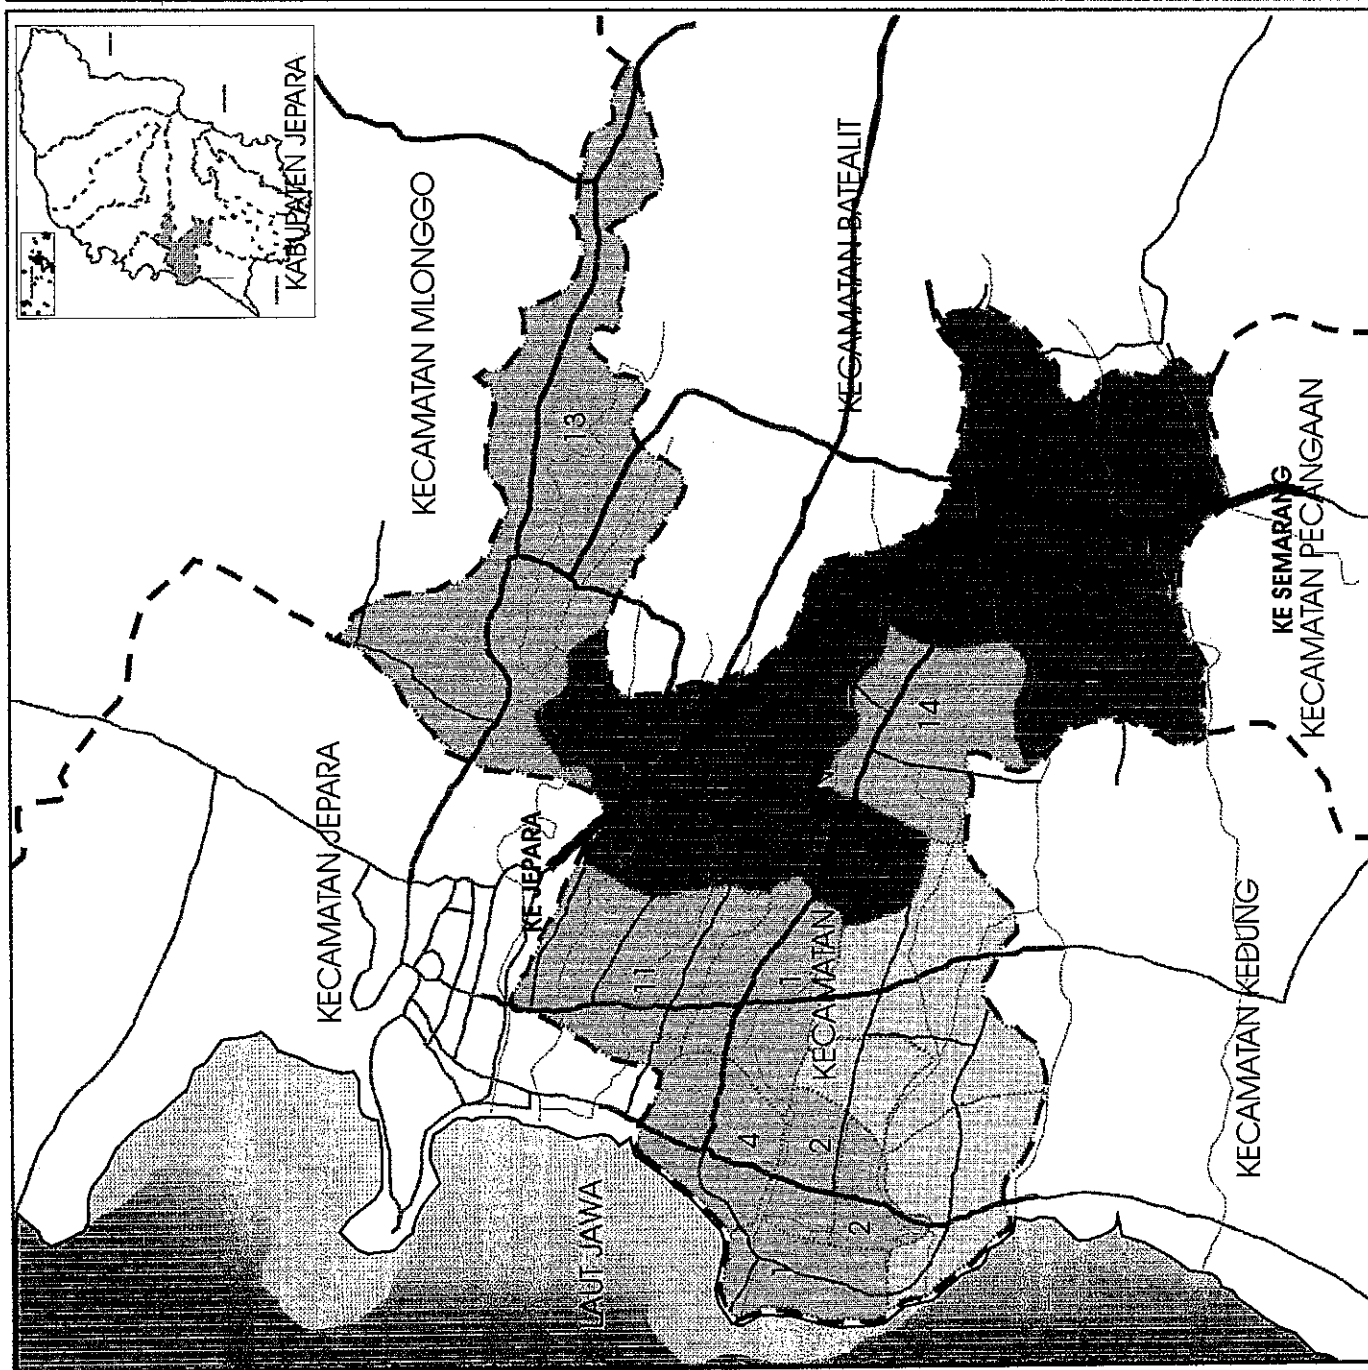 KABUPATEN JEPARA
KECAMATAN JEPARA
KECAMATAN MLONGGO
KE JEPARA
13
LAUT JAWA
11
4
1
1
2
KECAMATAN
KECAMATAN BATEALIT
2
14
KECAMATAN KEDUNG
KE SEMARANG
KECAMATAN PECANGAAN